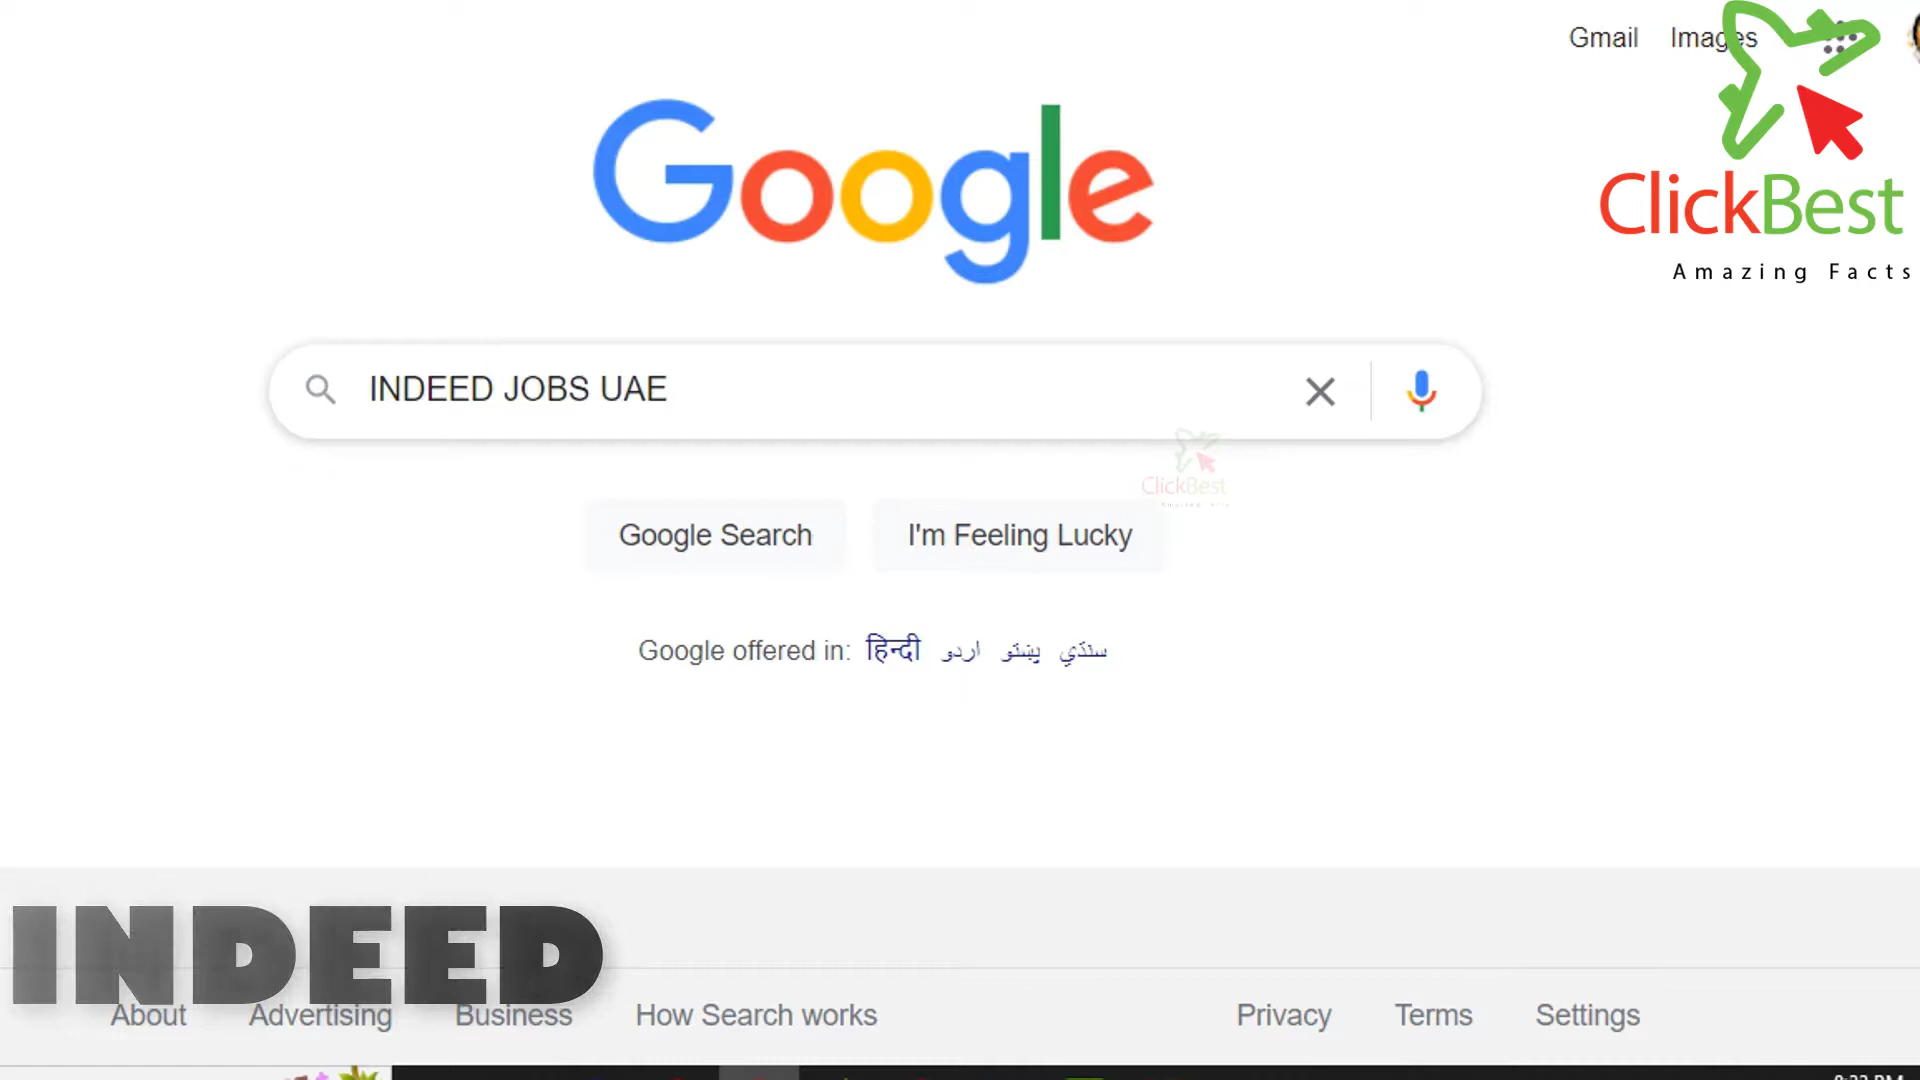 Gmail Images
Google
ClickBest
Amazing Facts
INDEED JOBS UAE
ClickBest
Google Search I'm Feeling Lucky
Google offered in: हिन्दी اردو پښتو سنڌي
INDEED
About Advertising Business How Search works Privacy Terms Settings